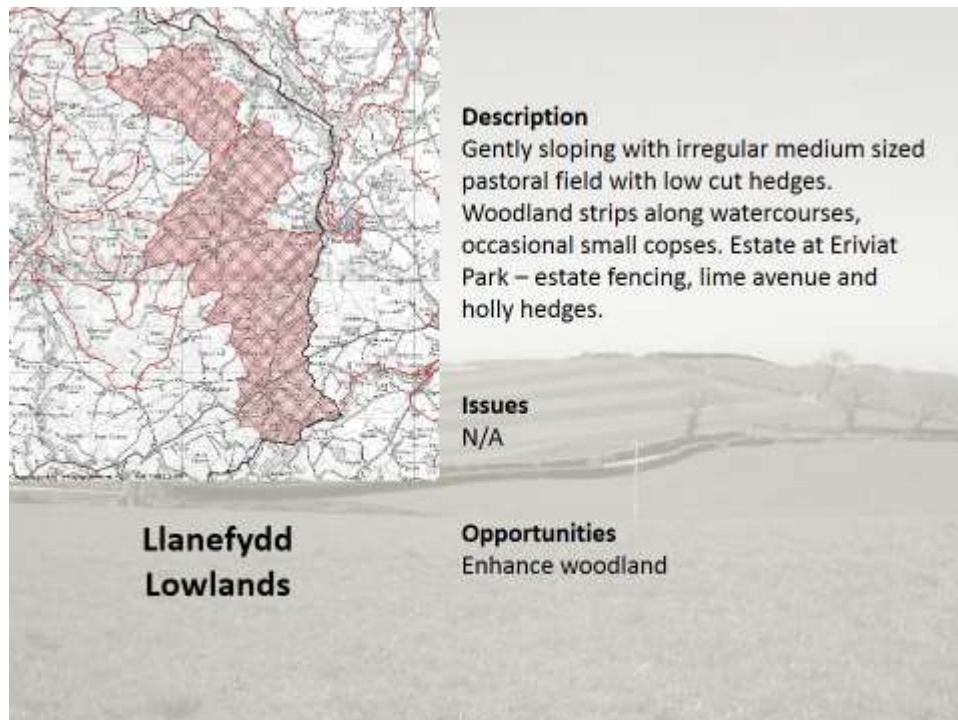 Description
Gently sloping with irregular medium sized
pastoral field with low cut hedges.
Woodland strips along watercourses,
occasional small copses. Estate at Eriviat
Park – estate fencing, lime avenue and
holly hedges.
Issues
N/A
Opportunities
Enhance woodland
Llanefydd
Lowlands